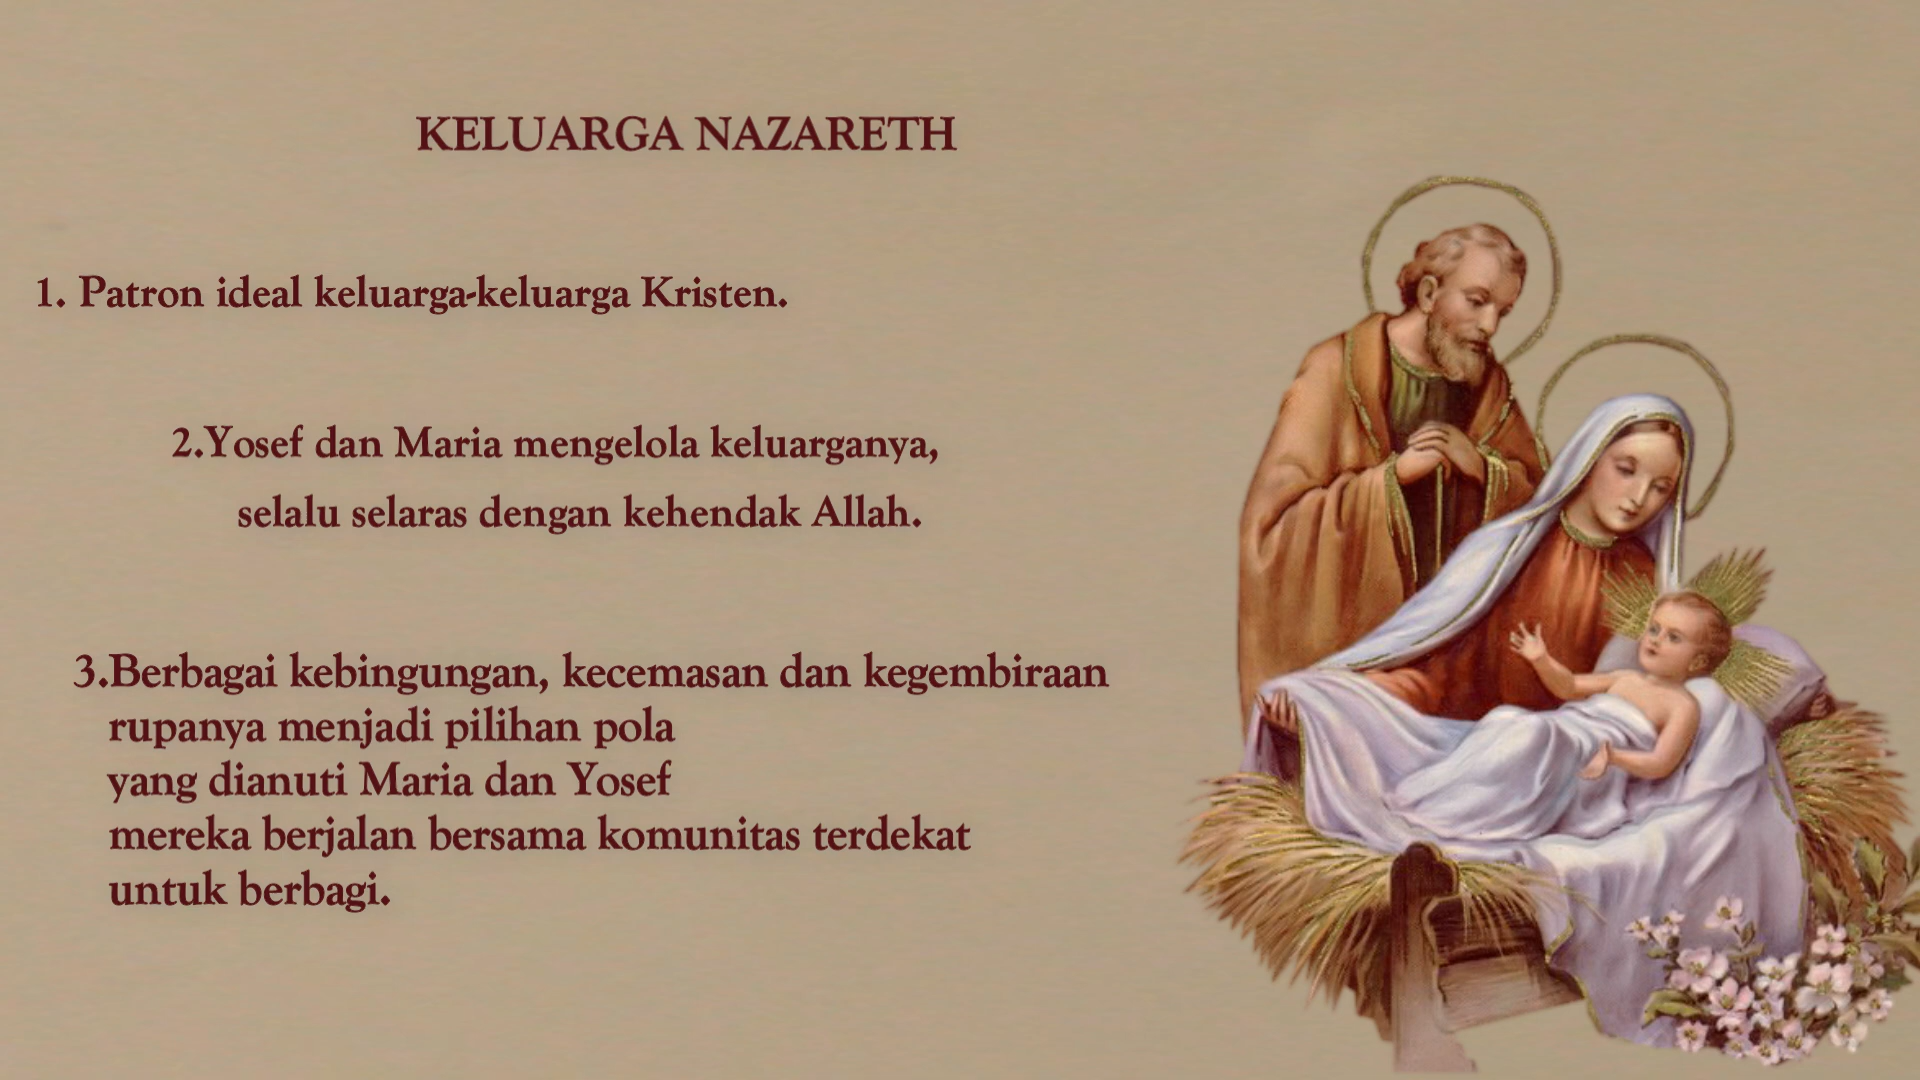 KELUARGA NAZARETH
1. Patron ideal keluarga-keluarga Kristen.
2.Yosef dan Maria mengelola keluarganya,
selalu selaras dengan kehendak Allah.
3.Berbagai kebingungan, kecemasan dan kegembiraan
rupanya menjadi pilihan pola
yang dianuti Maria dan Yosef
mereka berjalan bersama komunitas terdekat
untuk berbagi.